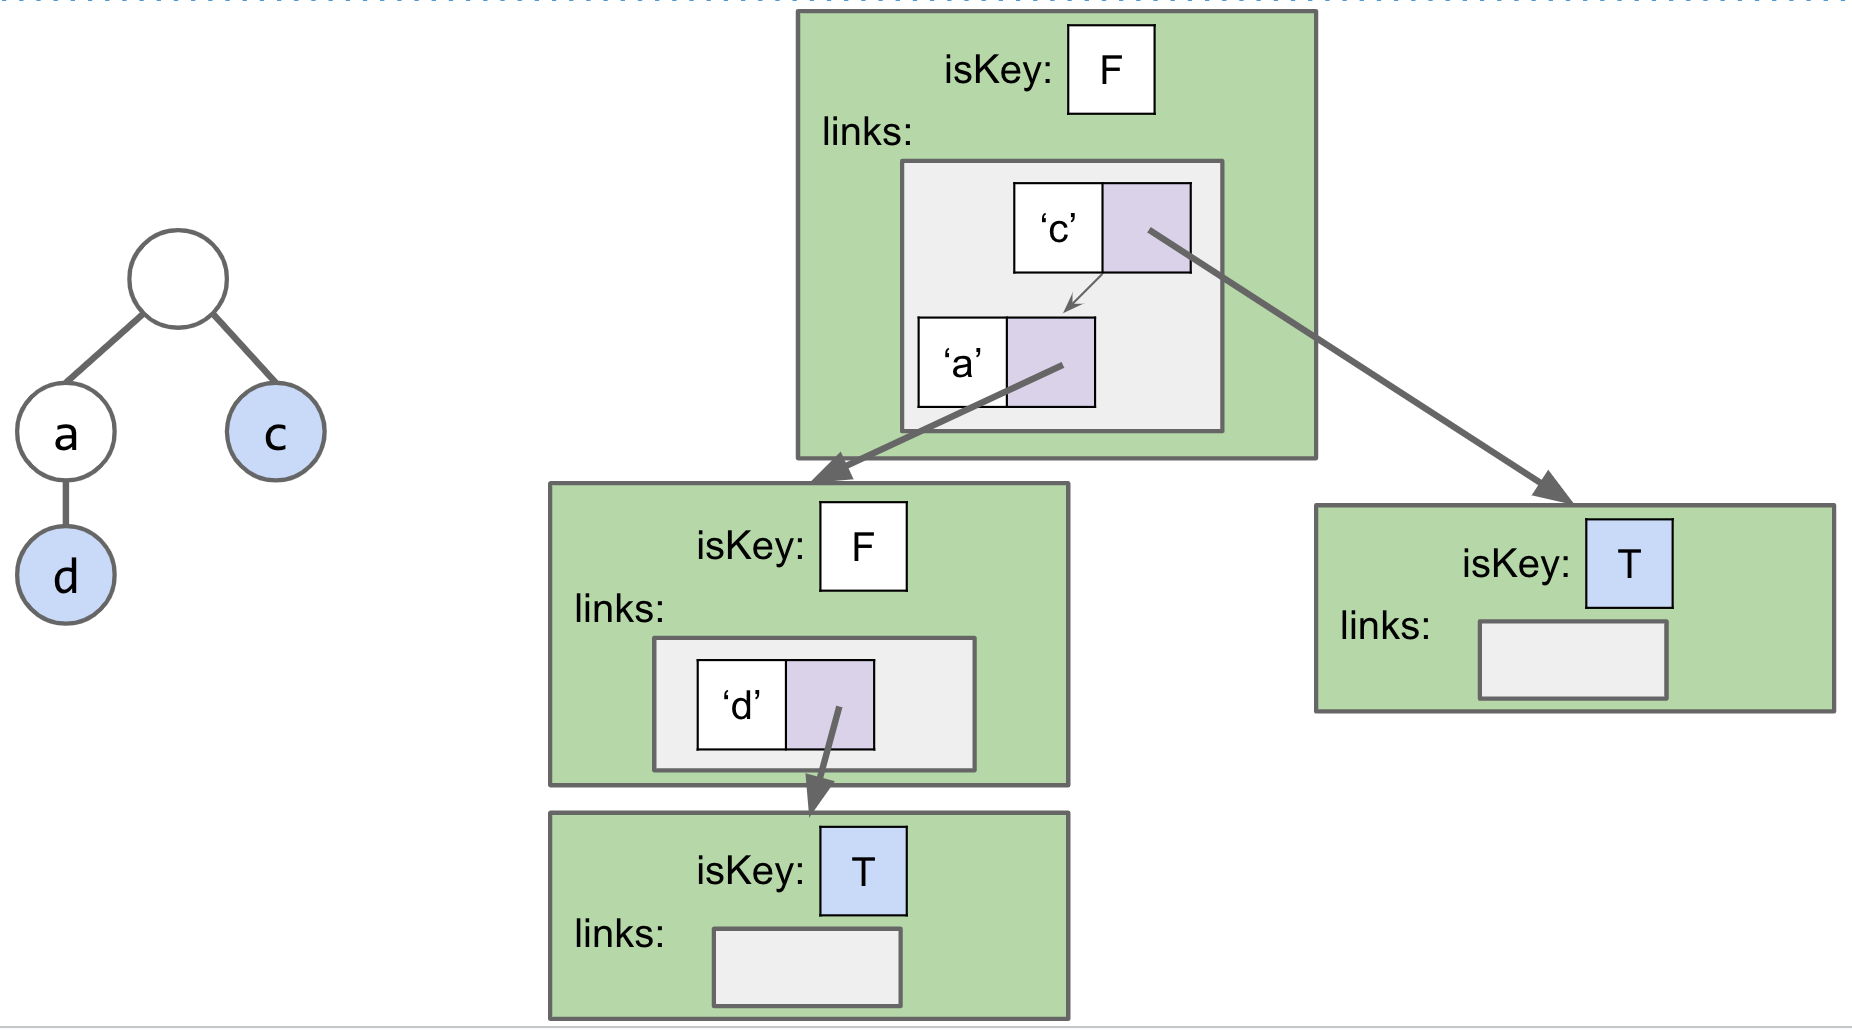 isKey: F
links:
‘c’
‘a’
a
c
d
isKey: F
links:
‘d’
isKey: T
links:
isKey: T
links: